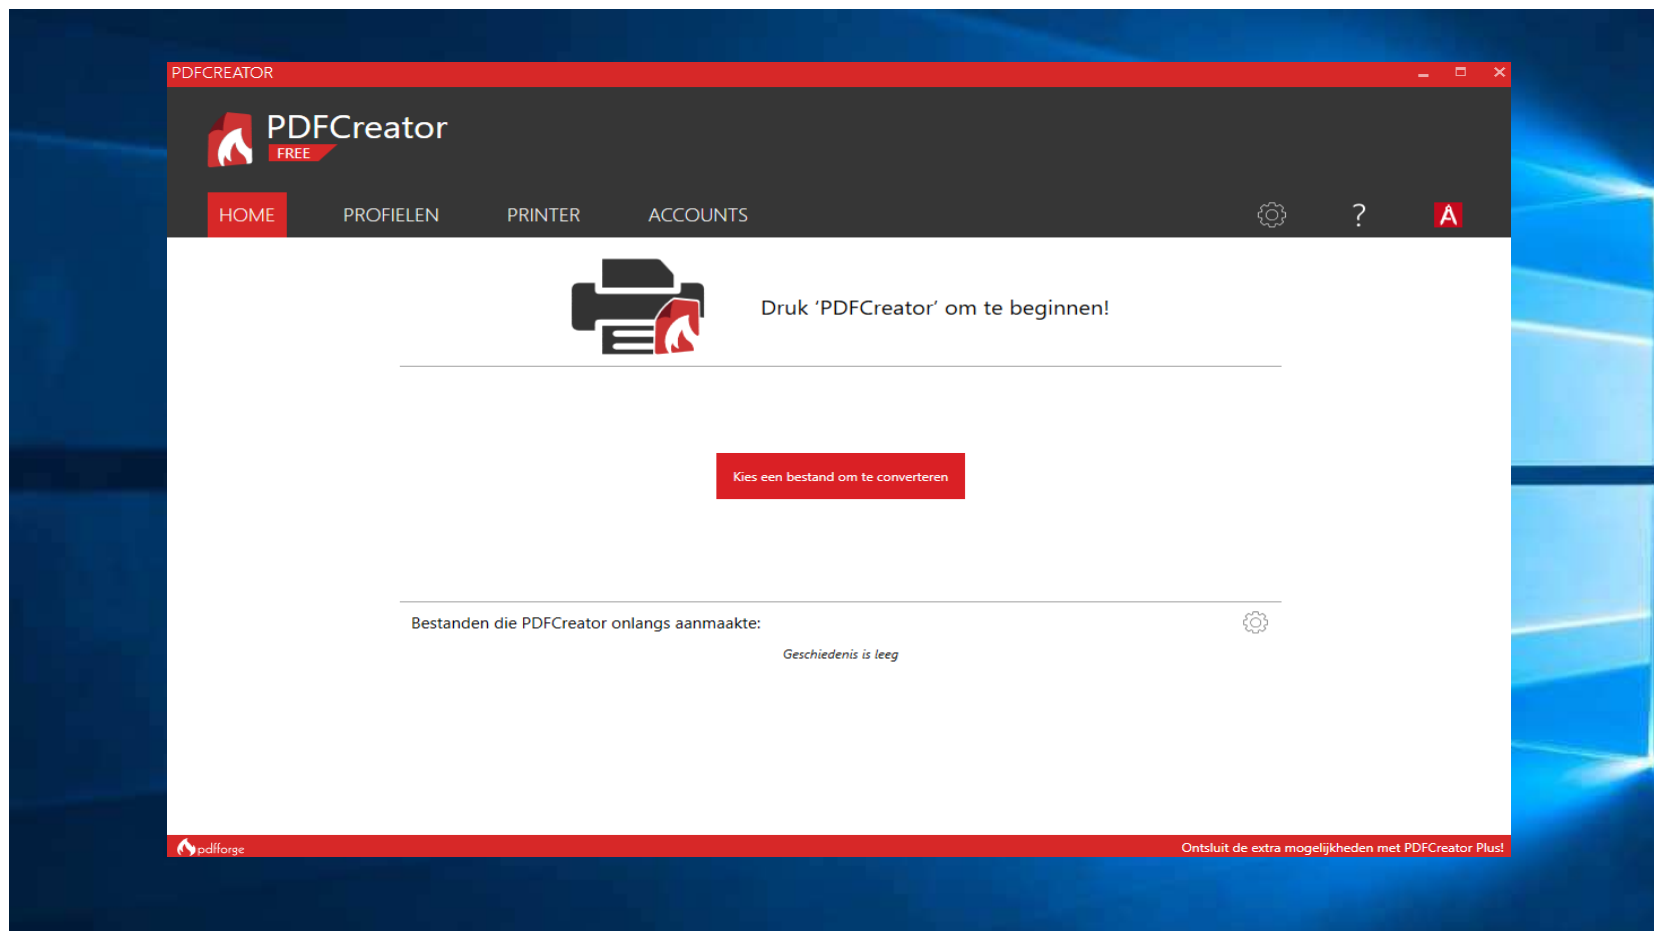 PDFCREATOR
PDFCreator
FREE
HOME PROFIELEN PRINTER ACCOUNTS ?
Druk ‘PDFCreator’ om te beginnen!
Kies een bestand om te converteren
Bestanden die PDFCreator onlangs aanmaakte:
Geschiedenis is leeg
pdfforge Ontsluit de extra mogelijkheden met PDFCreator Plus!